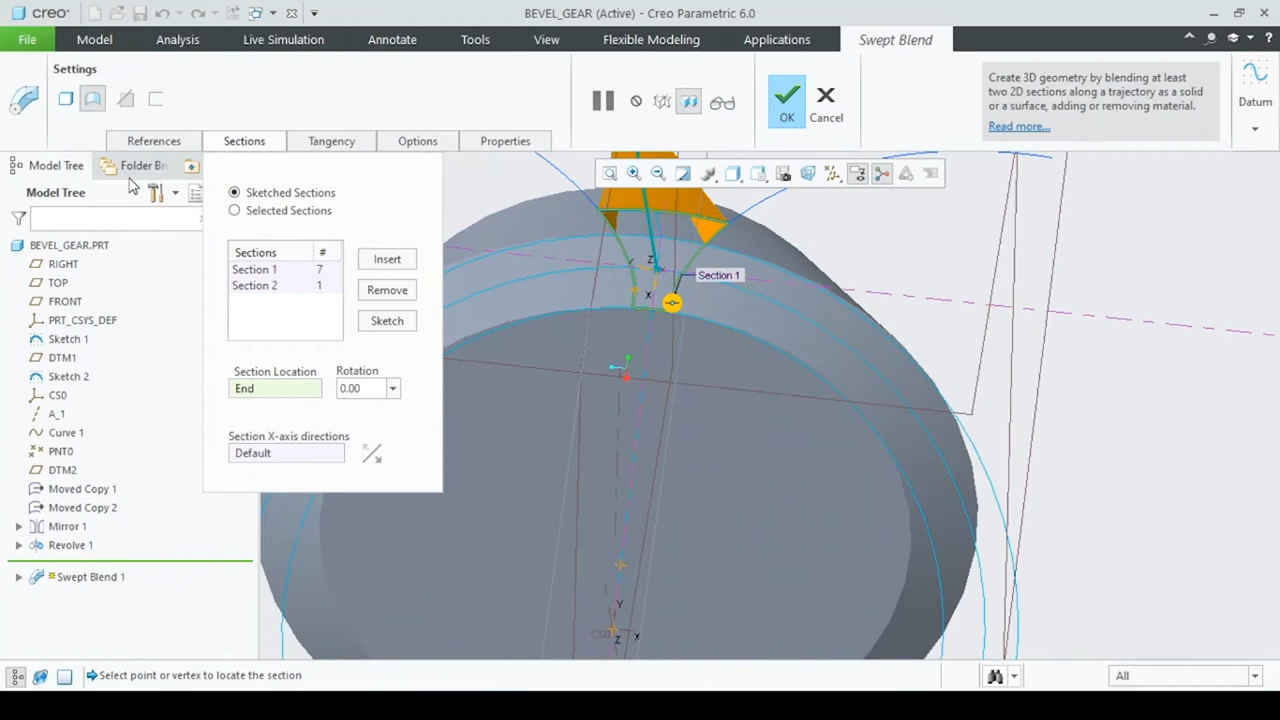 creo
BEVEL_GEAR (Active) - Creo Parametric 6.0
File
Model
Analysis
Live Simulation
Annotate
Tools
View
Flexible Modeling
Applications
Swept Blend
Settings
OK
Cancel
Create 3D geometry by blending at least
two 2D sections along a trajectory as a solid
or a surface, adding or removing material.
Read more...
Datum
References
Sections
Tangency
Options
Properties
Model Tree
Folder Br
Model Tree
BEVEL_GEAR.PRT
RIGHT
TOP
FRONT
PRT_CSYS_DEF
Sketch 1
DTM1
Sketch 2
CS0
A_1
Curve 1
PNT0
DTM2
Moved Copy 1
Moved Copy 2
Mirror 1
Revolve 1
Swept Blend 1
Sketched Sections
Selected Sections
Sections #
Section 1 7
Section 2 1
Insert
Remove
Sketch
Section Location
End
Rotation
0.00
Section X-axis directions
Default
Y
Z
X
Section 1
Y
CS0
Z
X
Select point or vertex to locate the section
All